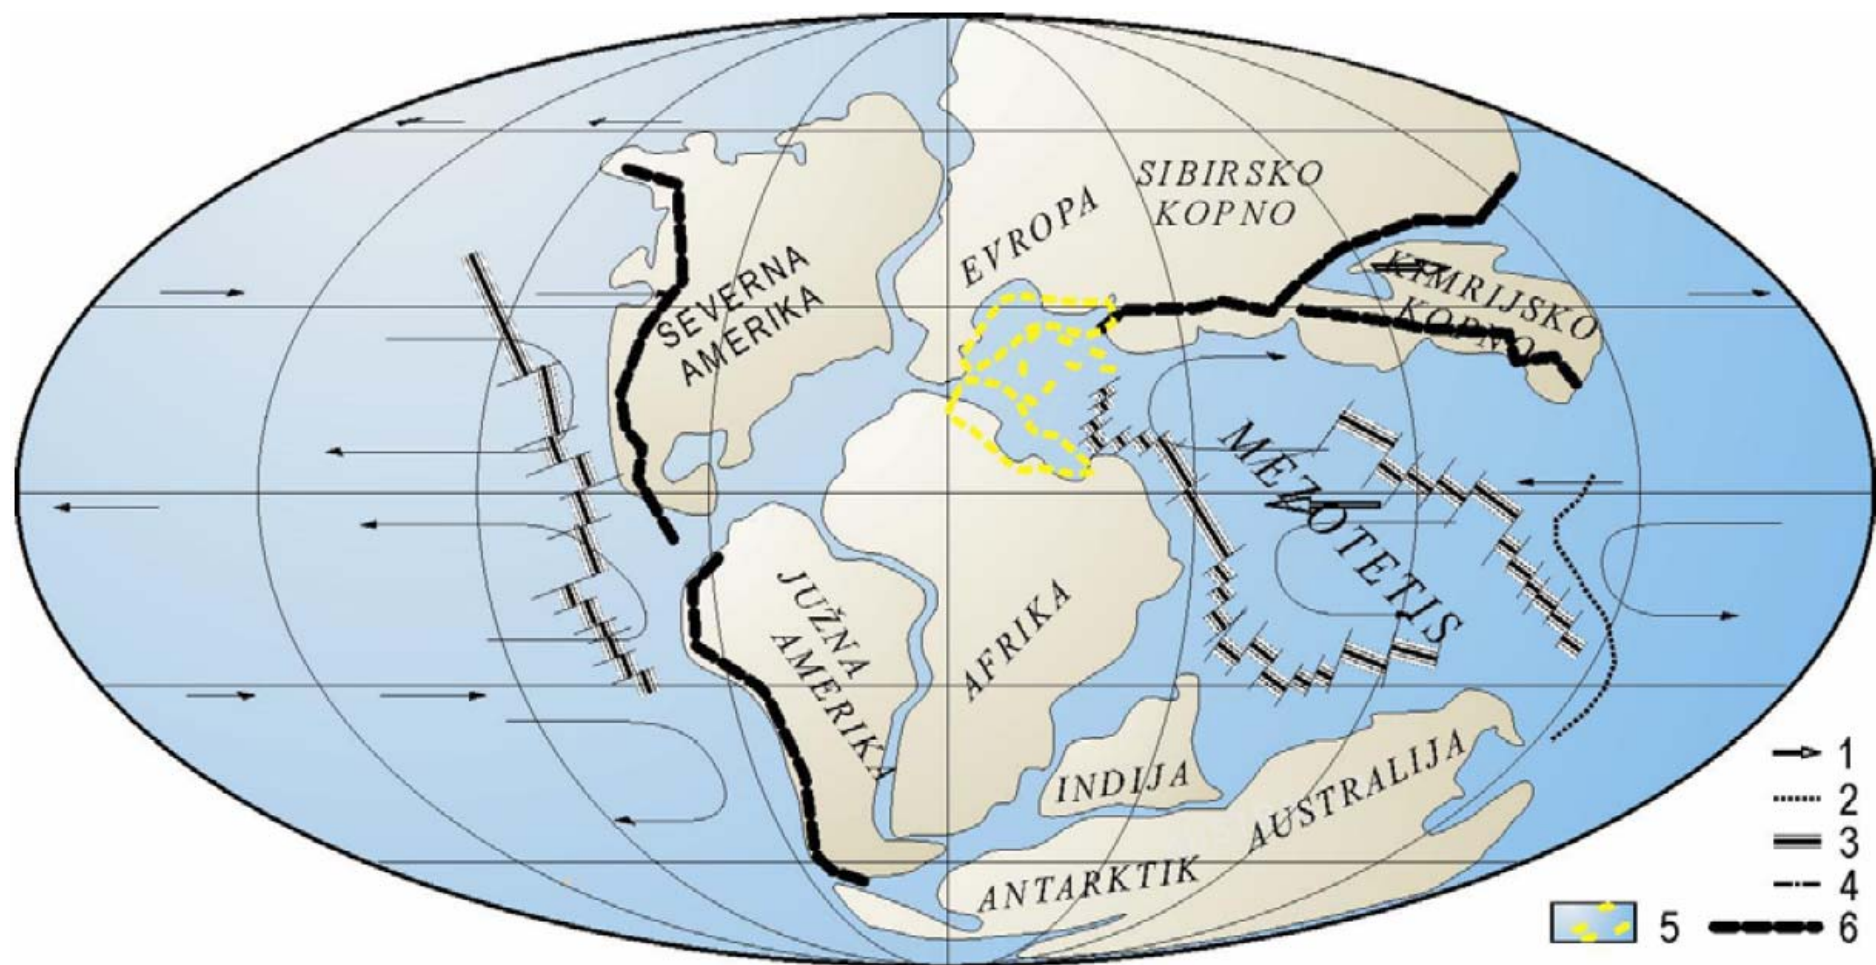 SIBIRSKO
KOPNO
EVROPA
SEVERNA
AMERIKA
KIMRIJSKO
KOPNO
MEZOTETIS
JUŽNA
AMERIKA
AFRIKA
INDIJA
AUSTRALIJA
ANTARKTIK
1
2
3
4
5
6